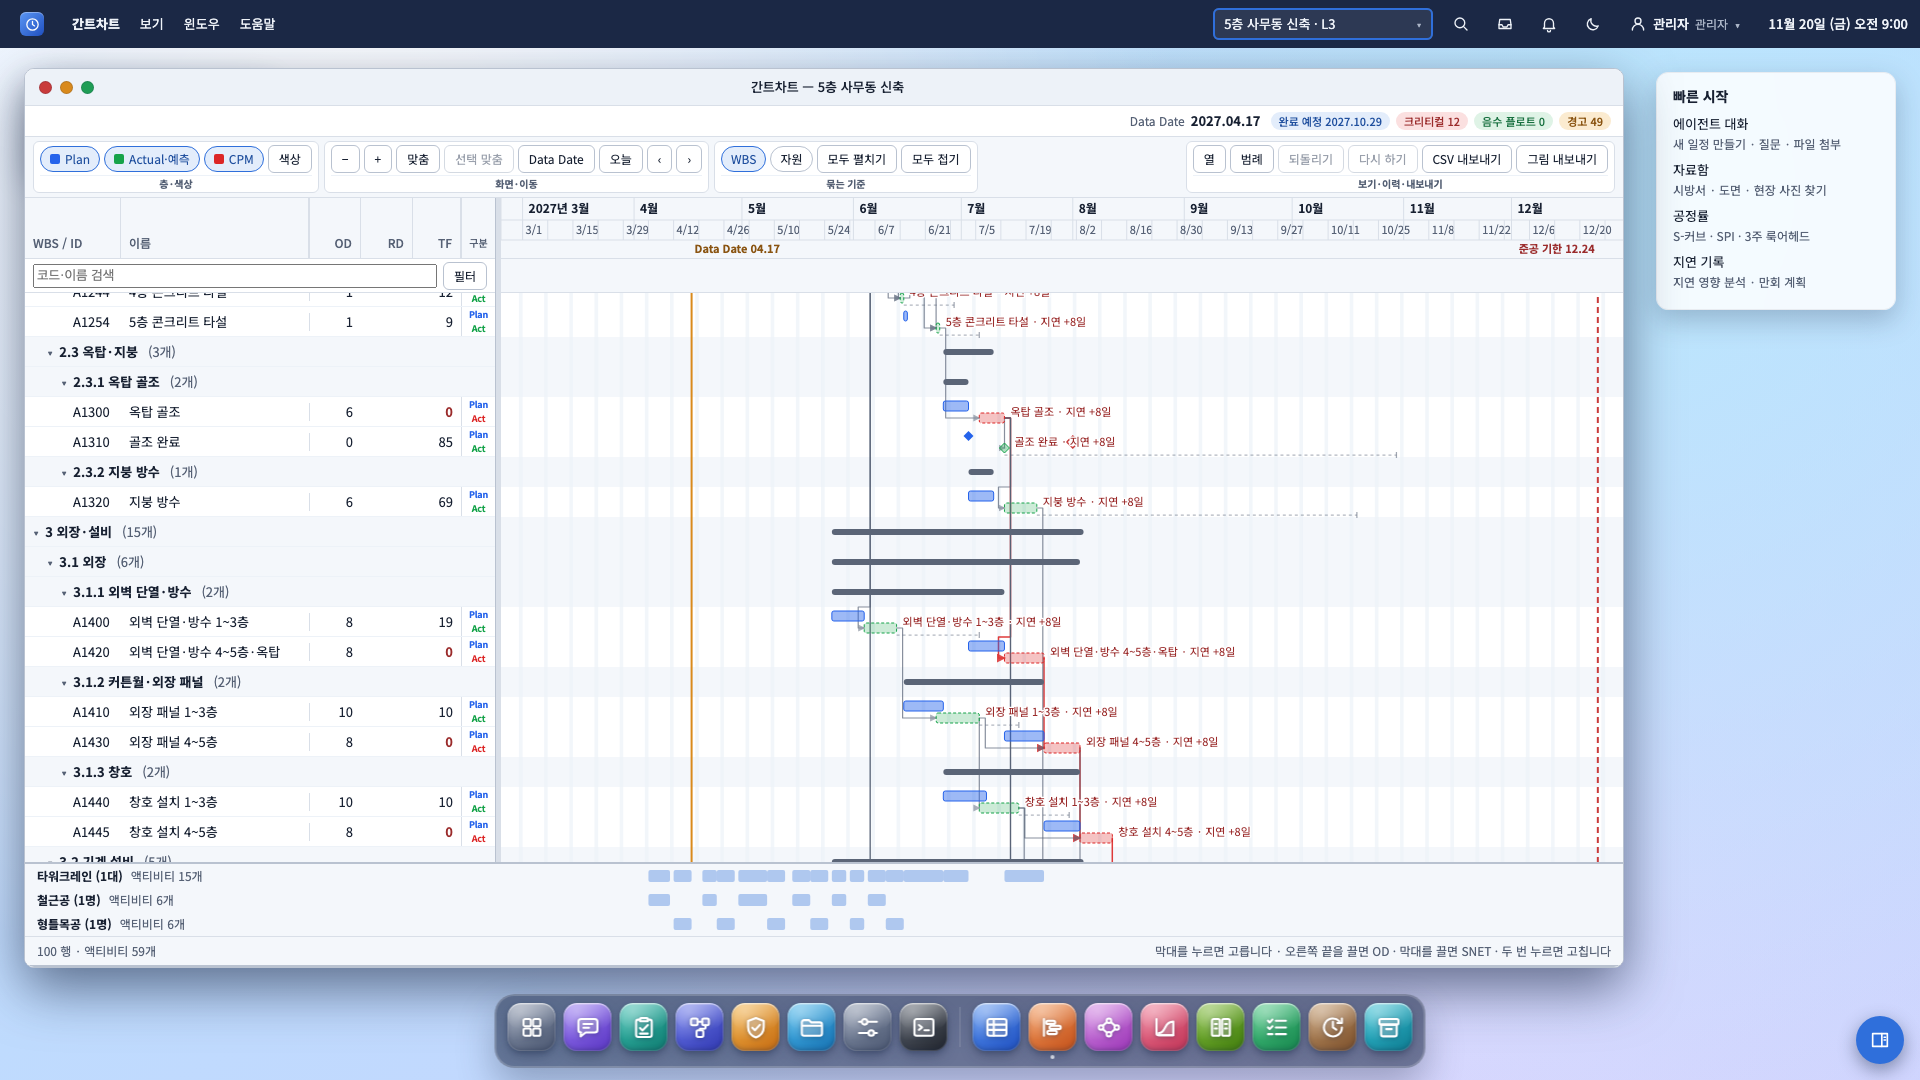 간트차트 보기 윈도우 도움말
5층 사무동 신축 · L3
관리자 관리자
11월 20일 (금) 오전 9:00
간트차트 — 5층 사무동 신축
Data Date 2027.04.17 완료 예정 2027.10.29 크리티컬 12 음수 플로트 0 경고 49
Plan Actual·예측 CPM 색상
층·색상
− + 맞춤 선택 맞춤 Data Date 오늘 ‹ ›
화면·이동
WBS 자원 모두 펼치기 모두 접기
묶는 기준
열 범례 되돌리기 다시 하기 CSV 내보내기 그림 내보내기
보기·이력·내보내기
WBS / ID 이름 OD RD TF 구분
2027년 3월 4월 5월 6월 7월 8월 9월 10월 11월 12월
3/1 3/15 3/29 4/12 4/26 5/10 5/24 6/7 6/21 7/5 7/19 8/2 8/16 8/30 9/13 9/27 10/11 10/25 11/8 11/22 12/6 12/20
Data Date 04.17
준공 기한 12.24
코드·이름 검색 필터
A1244 4층 콘크리트 타설 1 12 Act
4층 콘크리트 타설 · 지연 +8일
A1254 5층 콘크리트 타설 1 9 Plan Act
5층 콘크리트 타설 · 지연 +8일
2.3 옥탑·지붕 (3개)
2.3.1 옥탑 골조 (2개)
A1300 옥탑 골조 6 0 Plan Act
옥탑 골조 · 지연 +8일
A1310 골조 완료 0 85 Plan Act
골조 완료 · 지연 +8일
2.3.2 지붕 방수 (1개)
A1320 지붕 방수 6 69 Plan Act
지붕 방수 · 지연 +8일
3 외장·설비 (15개)
3.1 외장 (6개)
3.1.1 외벽 단열·방수 (2개)
A1400 외벽 단열·방수 1~3층 8 19 Plan Act
외벽 단열·방수 1~3층 · 지연 +8일
A1420 외벽 단열·방수 4~5층·옥탑 8 0 Plan Act
외벽 단열·방수 4~5층·옥탑 · 지연 +8일
3.1.2 커튼월·외장 패널 (2개)
A1410 외장 패널 1~3층 10 10 Plan Act
외장 패널 1~3층 · 지연 +8일
A1430 외장 패널 4~5층 8 0 Plan Act
외장 패널 4~5층 · 지연 +8일
3.1.3 창호 (2개)
A1440 창호 설치 1~3층 10 10 Plan Act
창호 설치 1~3층 · 지연 +8일
A1445 창호 설치 4~5층 8 0 Plan Act
창호 설치 4~5층 · 지연 +8일
3.2 기계 설비 (5개)
타워크레인 (1대) 액티비티 15개
철근공 (1명) 액티비티 6개
형틀목공 (1명) 액티비티 6개
100 행 · 액티비티 59개
막대를 누르면 고릅니다 · 오른쪽 끝을 끌면 OD · 막대를 끌면 SNET · 두 번 누르면 고칩니다
빠른 시작
에이전트 대화
새 일정 만들기 · 질문 · 파일 첨부
자료함
시방서 · 도면 · 현장 사진 찾기
공정률
S-커브 · SPI · 3주 룩어헤드
지연 기록
지연 영향 분석 · 만회 계획